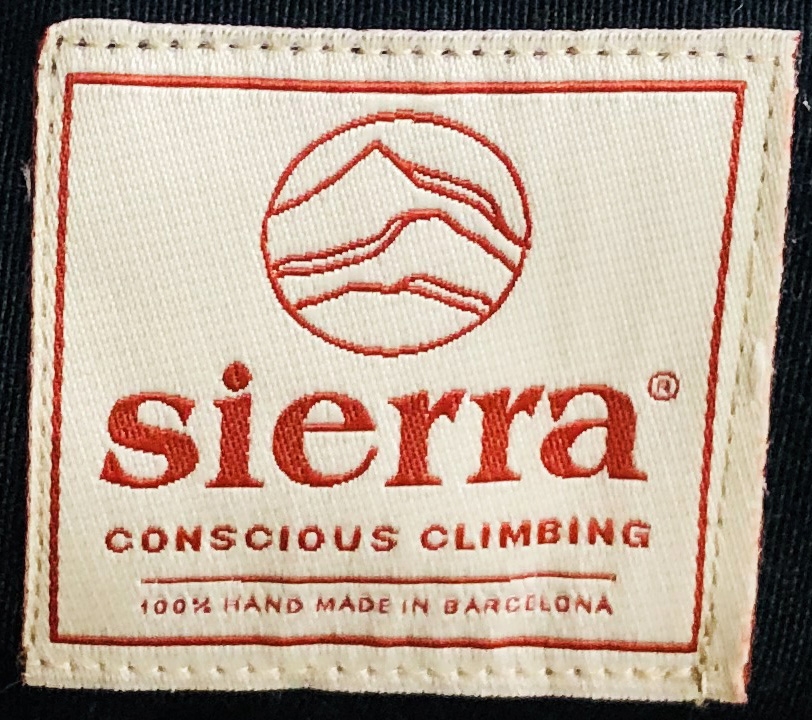 sierra®
CONSCIOUS CLIMBING
100% HAND MADE IN BARCELONA